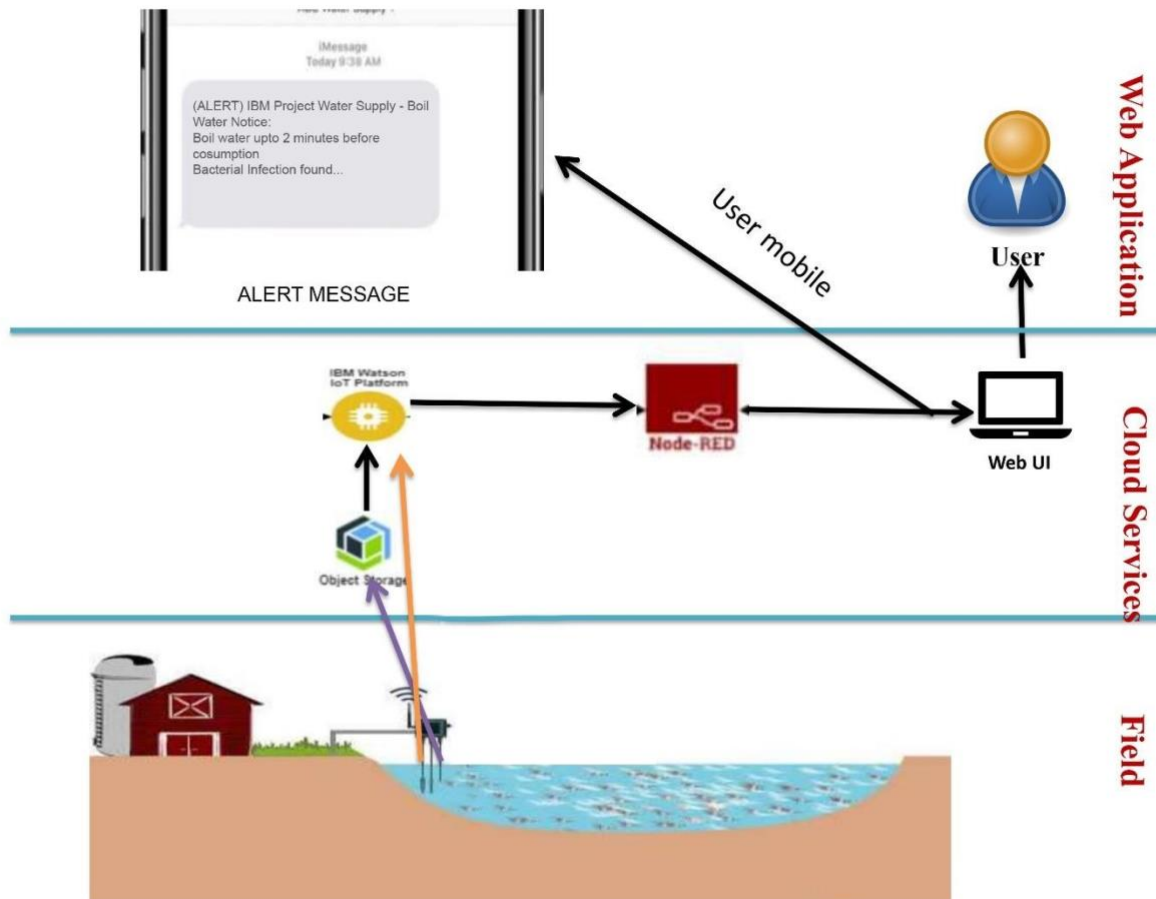 iMessage
Today 9:38 AM
(ALERT) IBM Project Water Supply - Boil
Water Notice:
Boil water upto 2 minutes before
cosumption
Bacterial Infection found...
ALERT MESSAGE
User mobile
User
Web Application
IBM Watson
IoT Platform
Node-RED
Web UI
Object Storage
Cloud Services
Field